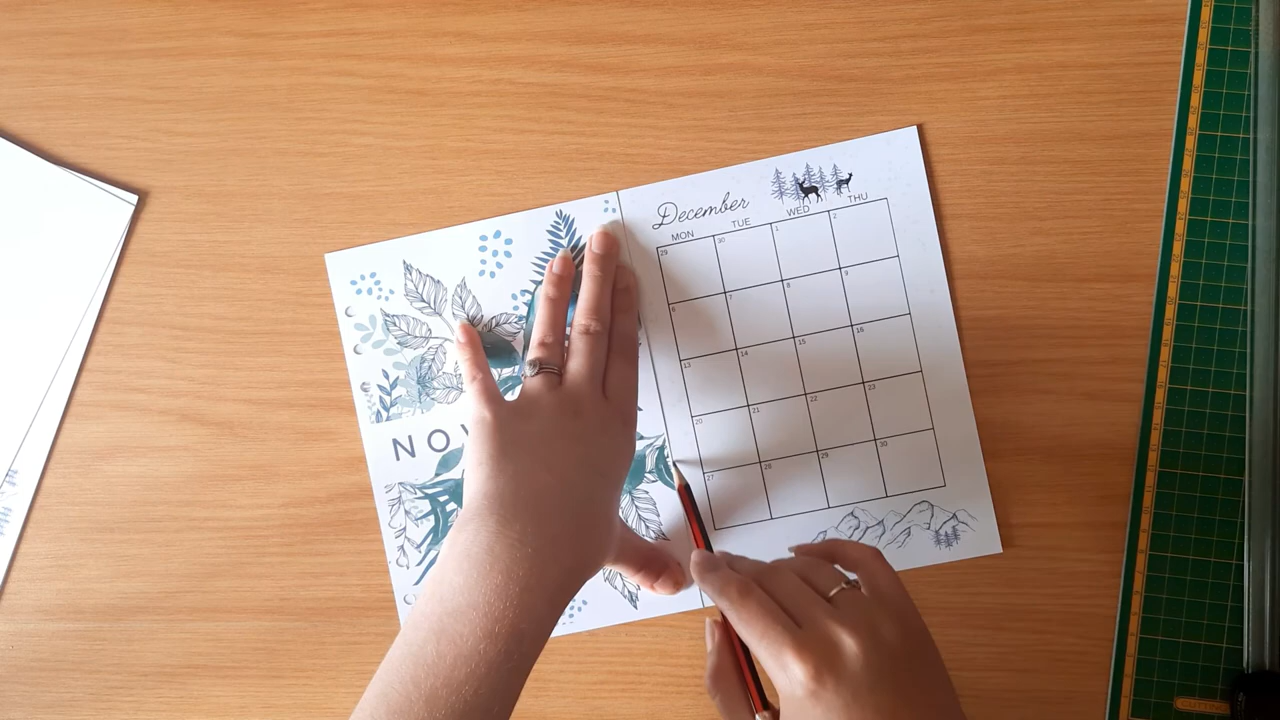 NOV
December
MON TUE WED THU
29 30 1 2
6 7 8 9
13 14 15 16
20 21 22 23
27 28 29 30
CUTTING